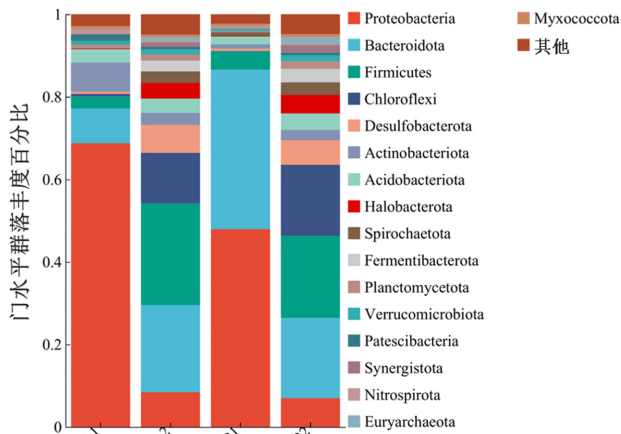 门水平群落丰度百分比
1
0.8
0.6
0.4
0.2
0
Proteobacteria
Bacteroidota
Firmicutes
Chloroflexi
Desulfobacterota
Actinobacteriota
Acidobacteriota
Halobacterota
Spirochaetota
Fermentibacterota
Planctomycetota
Verrucomicrobiota
Patescibacteria
Synergistota
Nitrospirota
Euryarchaeota
Myxococcota
其他